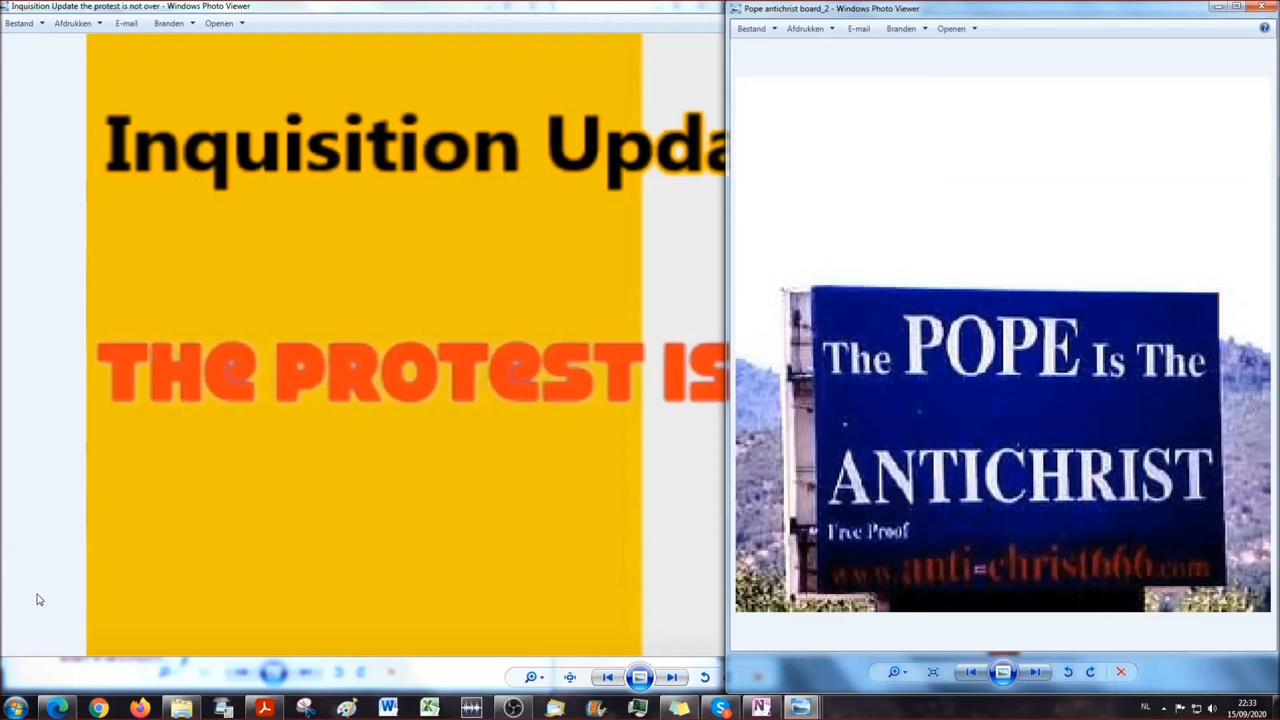 Inquisition Update the protest is not over - Windows Photo Viewer
Bestand Afdrukken E-mail Branden Openen
Inquisition Upda
THE PROTEST IS
Pope antichrist board_2 - Windows Photo Viewer
Bestand Afdrukken E-mail Branden Openen
The POPE Is The
ANTICHRIST
Free Proof
www.anti=christ666.com
NL
22:33
15/09/2020